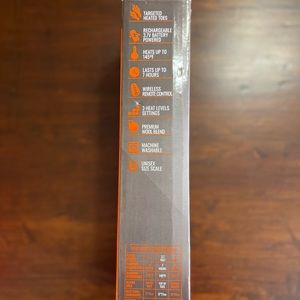 TARGETED
HEATED TOES
RECHARGEABLE
3.7V BATTERY
POWERED
HEATS UP TO
149°F
LASTS UP TO
7 HOURS
WIRELESS
REMOTE CONTROL
3 HEAT LEVELS
SETTINGS
PREMIUM
WOOL BLEND
MACHINE
WASHABLE
UNISEX
SIZE SCALE